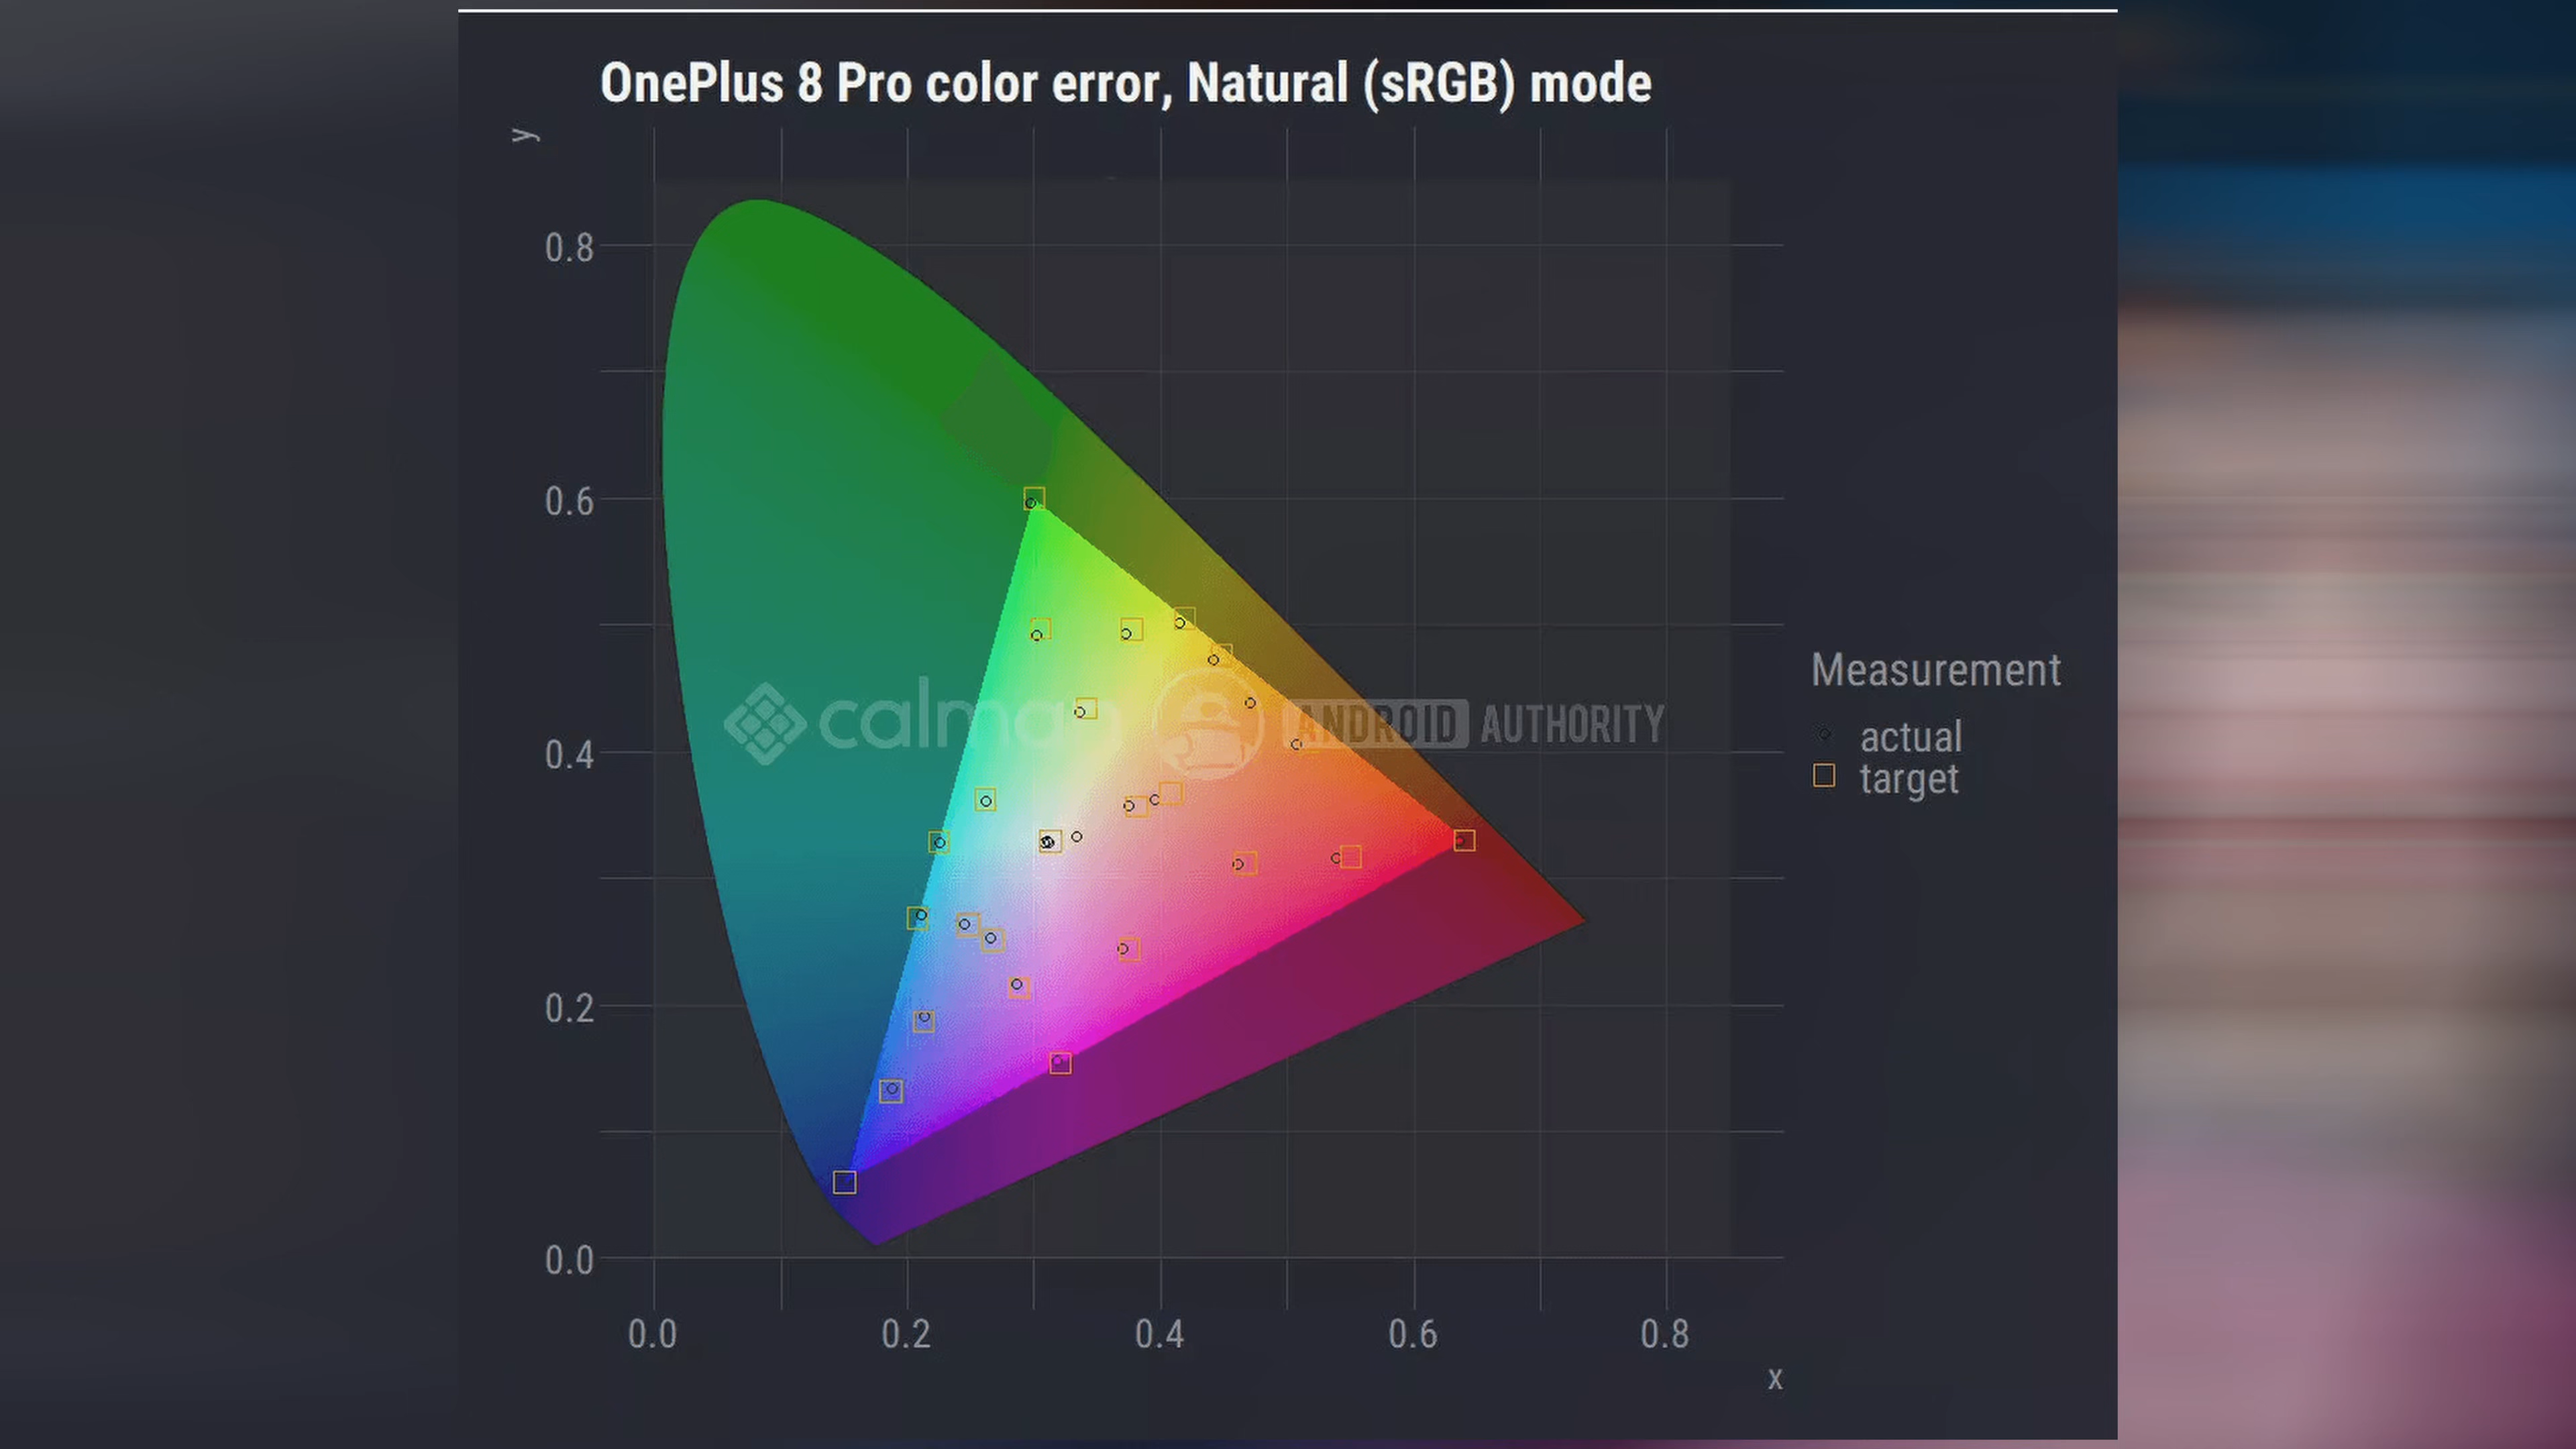 OnePlus 8 Pro color error, Natural (sRGB) mode
y
0.8
0.6
0.4
0.2
0.0
0.0 0.2 0.4 0.6 0.8
x
calman ANDROID AUTHORITY
Measurement
actual
target